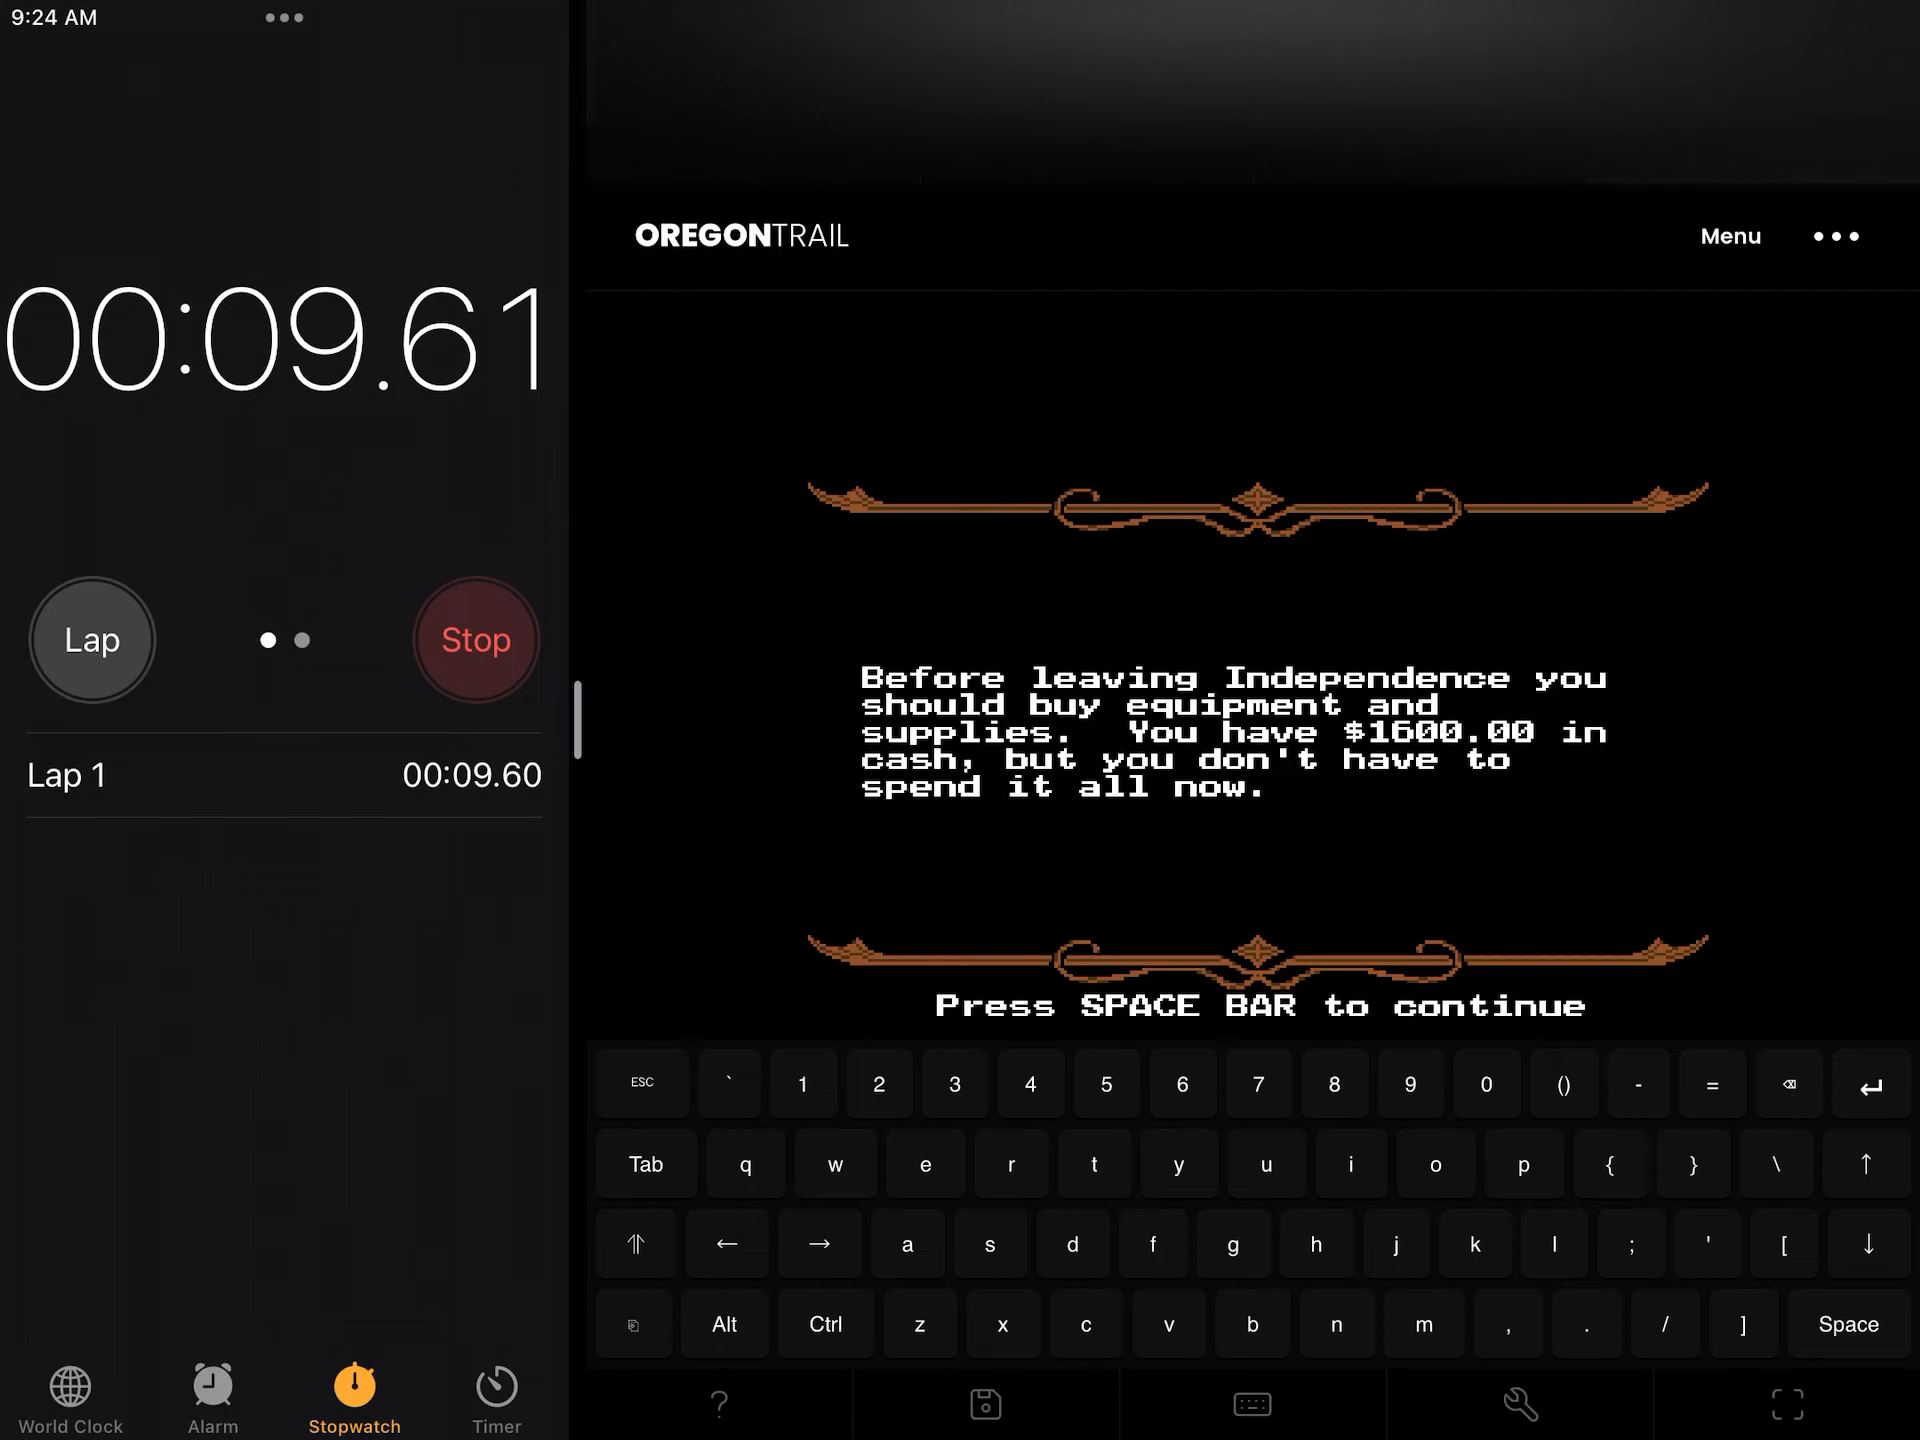 9:24 AM
00:09.61
Lap
Stop
Lap 1 00:09.60
World Clock
Alarm
Stopwatch
Timer
OREGONTRAIL
Menu
Before leaving Independence you
should buy equipment and
supplies. You have $1600.00 in
cash, but you don't have to
spend it all now.
Press SPACE BAR to continue
ESC ` 1 2 3 4 5 6 7 8 9 0 () - = ⌫ ↵
Tab q w e r t y u i o p { } \ ↑
⇑ ← → a s d f g h j k l ; ' [ ↓
Alt Ctrl z x c v b n m , . / ] Space
?